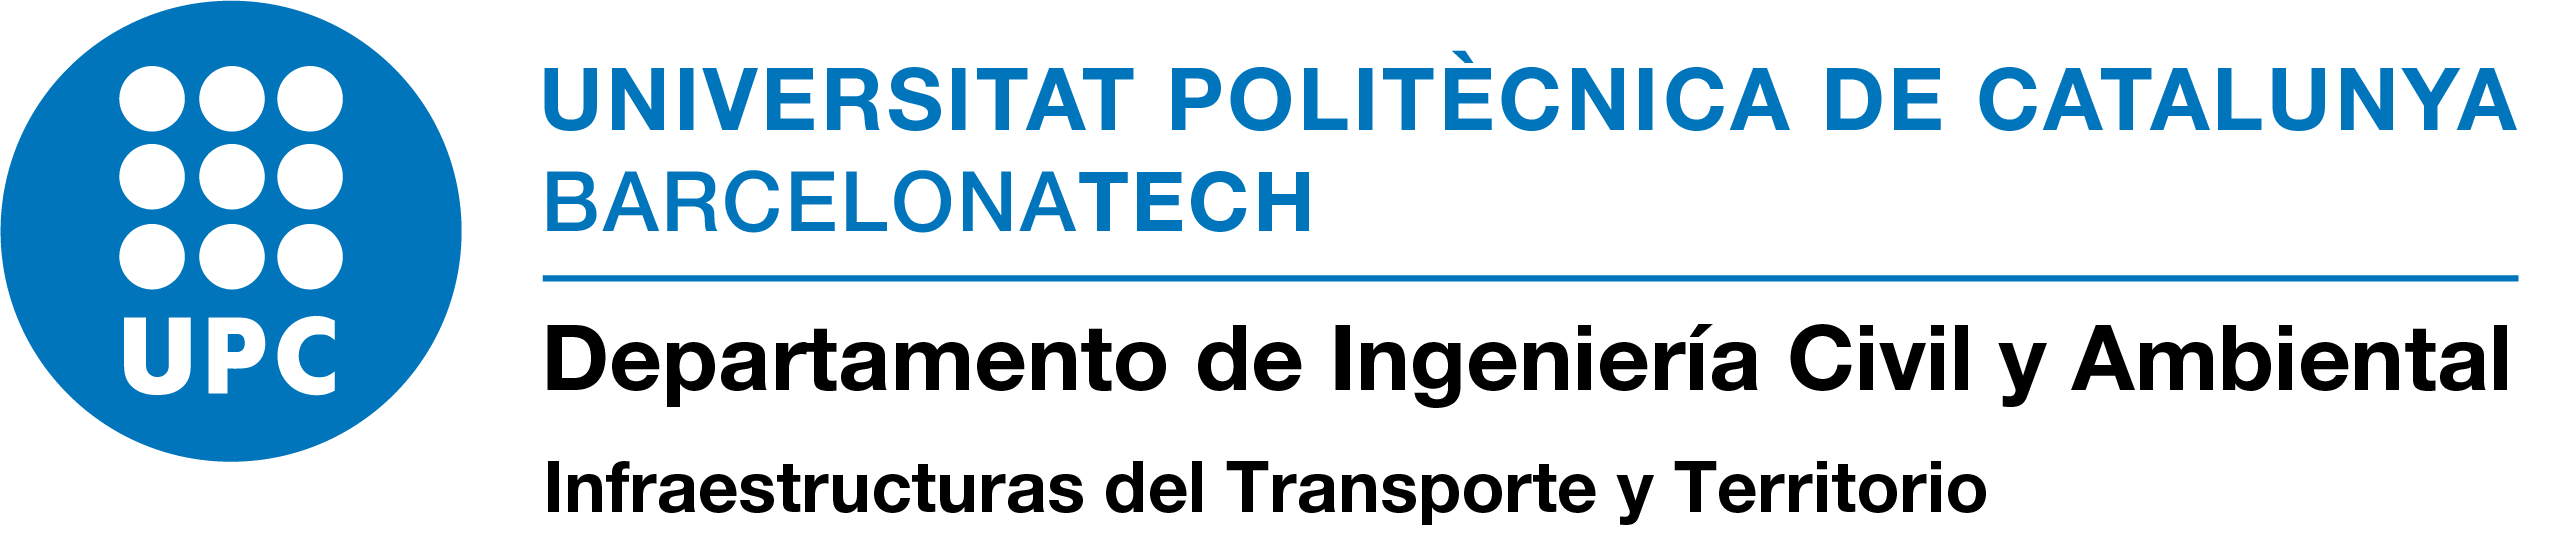 UPC
UNIVERSITAT POLITÈCNICA DE CATALUNYA
BARCELONATECH
Departamento de Ingeniería Civil y Ambiental
Infraestructuras del Transporte y Territorio